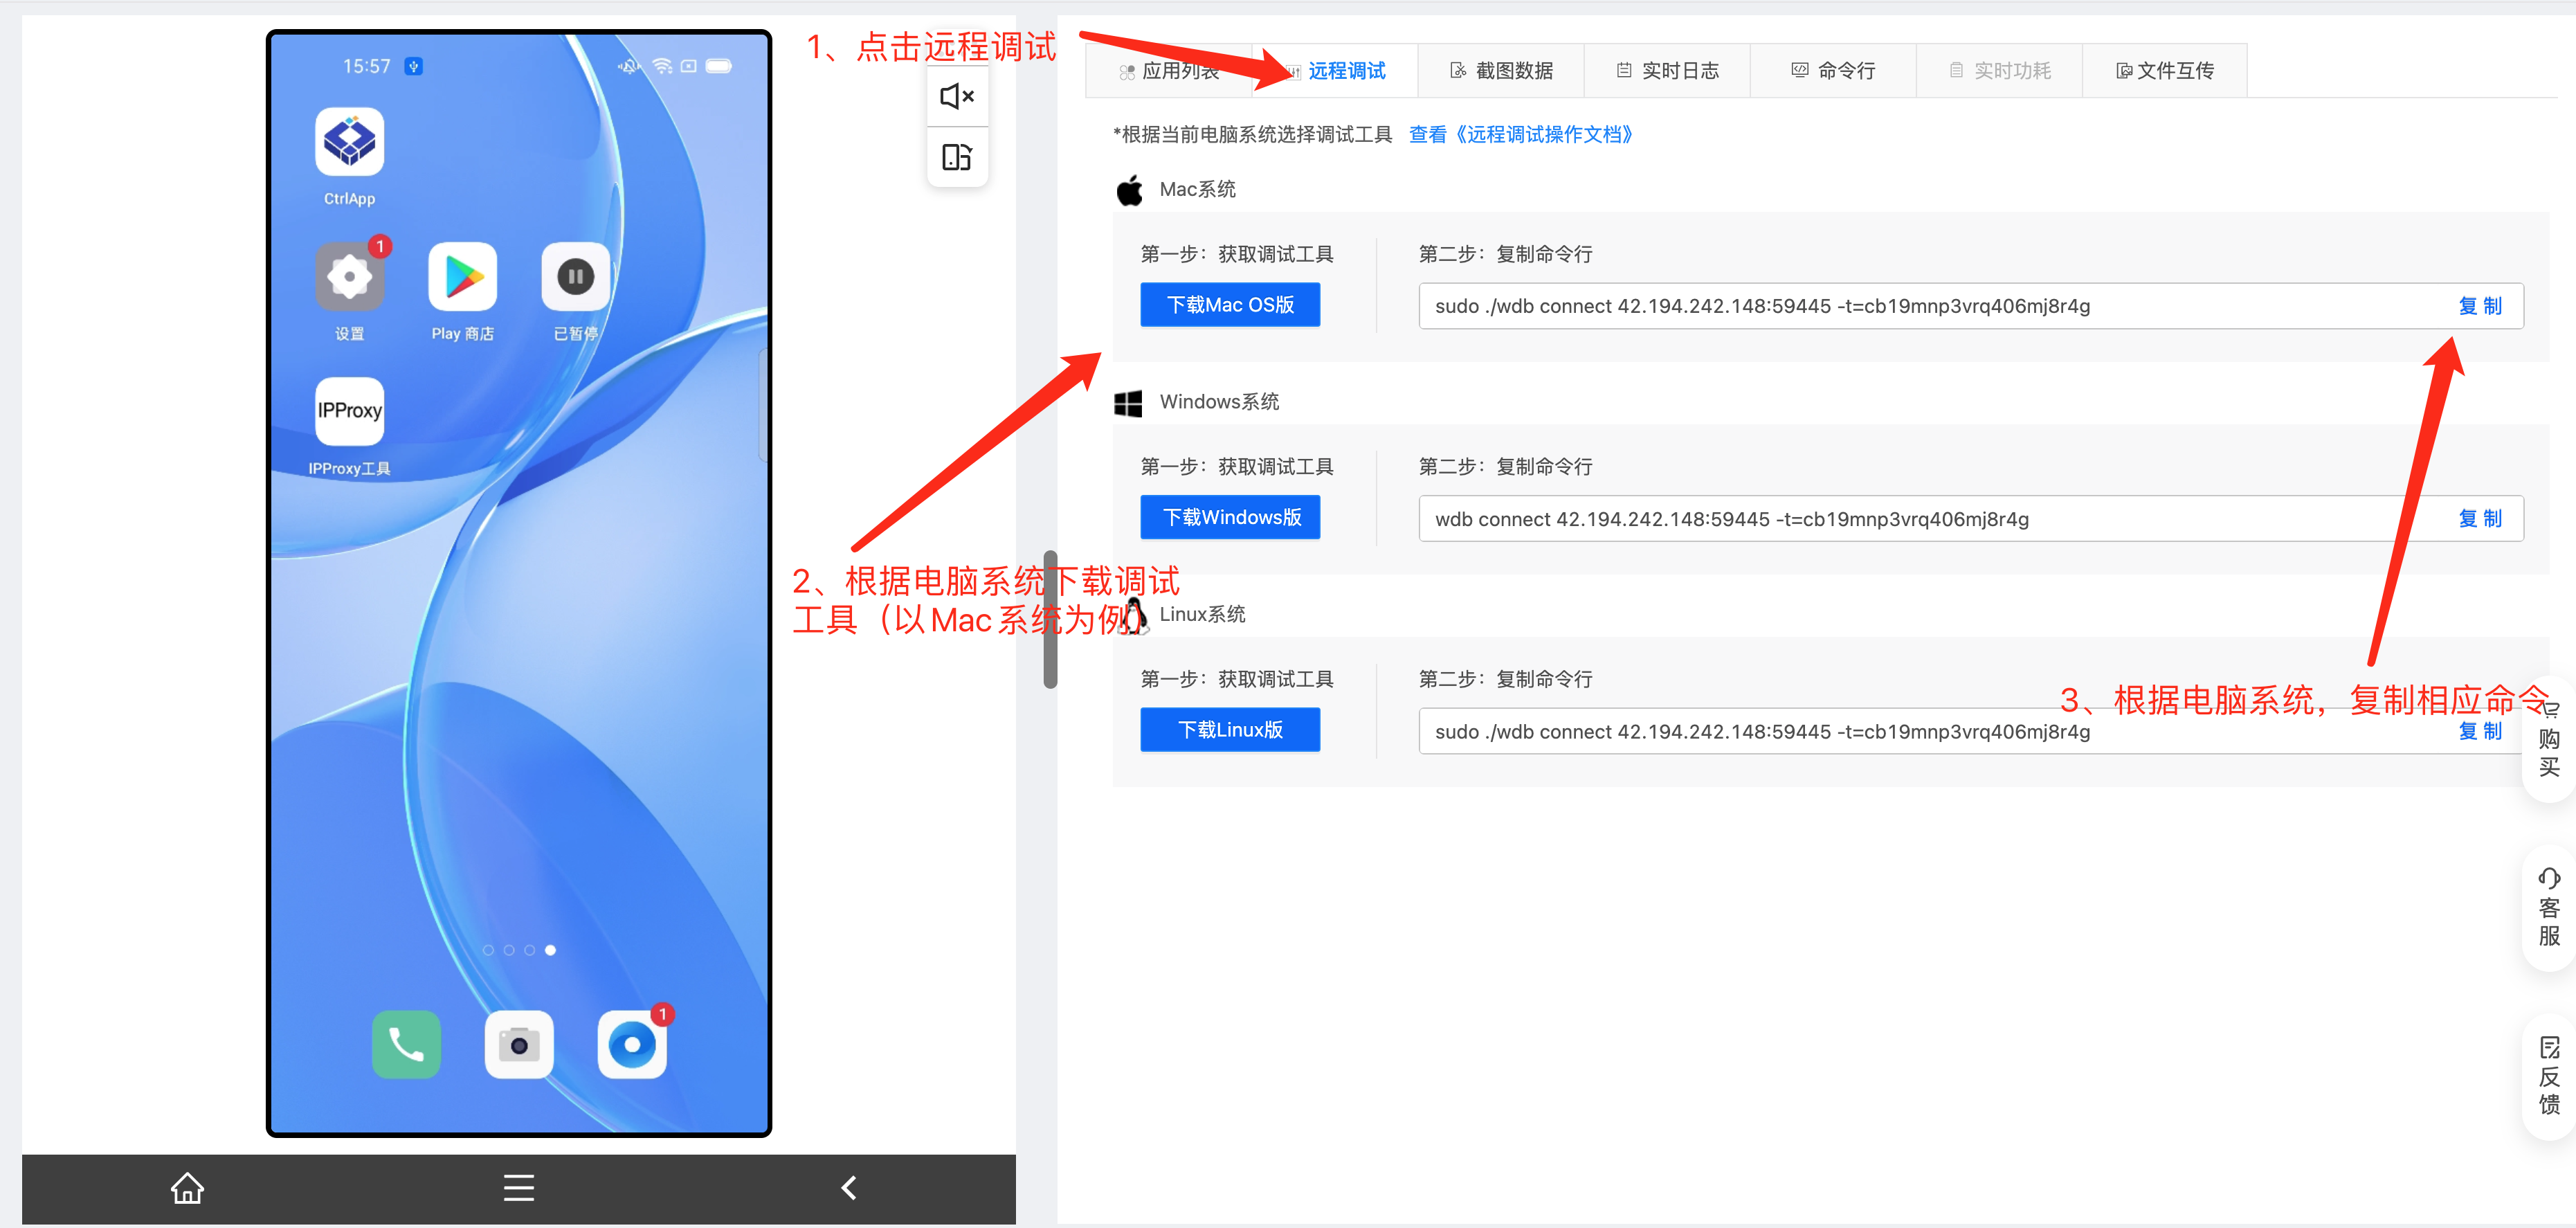 15:57
CtrlApp
1
设置
Play 商店
已暂停
IPProxy
IPProxy工具
1
1、点击远程调试
2、根据电脑系统下载调试
工具（以Mac系统为例）
应用列表
远程调试
截图数据
实时日志
命令行
实时功耗
文件互传
*根据当前电脑系统选择调试工具 查看《远程调试操作文档》
Mac系统
第一步：获取调试工具
第二步：复制命令行
下载Mac OS版
sudo ./wdb connect 42.194.242.148:59445 -t=cb19mnp3vrq406mj8r4g
复 制
Windows系统
第一步：获取调试工具
第二步：复制命令行
下载Windows版
wdb connect 42.194.242.148:59445 -t=cb19mnp3vrq406mj8r4g
复 制
Linux系统
第一步：获取调试工具
第二步：复制命令行
3、根据电脑系统，复制相应命令
下载Linux版
sudo ./wdb connect 42.194.242.148:59445 -t=cb19mnp3vrq406mj8r4g
复 制
购买
客服
反馈